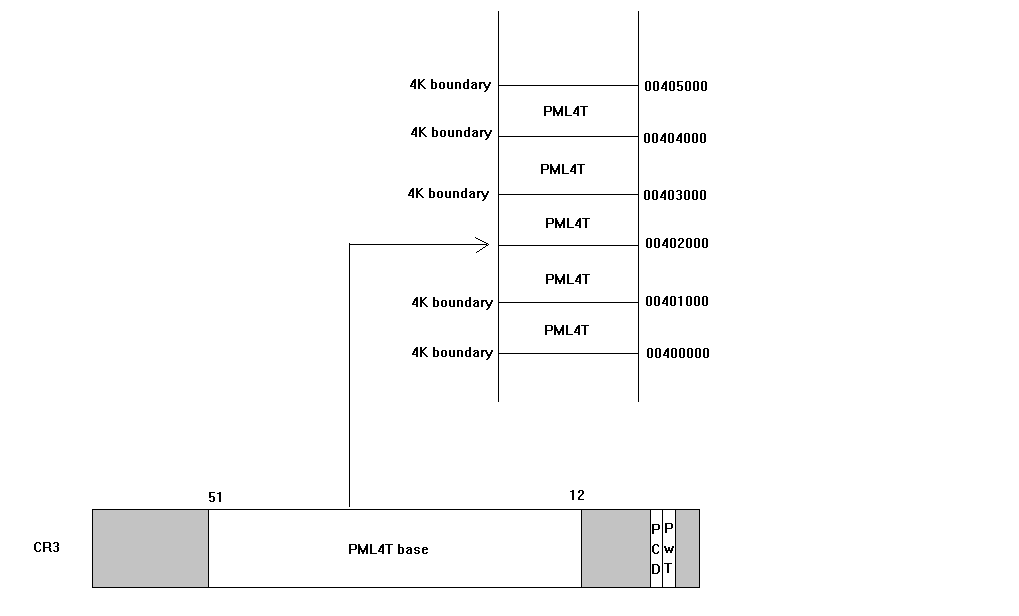 4K boundary
00405000
PML4T
4K boundary
00404000
PML4T
4K boundary
00403000
PML4T
00402000
PML4T
4K boundary
00401000
PML4T
4K boundary
00400000
51
12
CR3
PML4T base
PCD
PwT